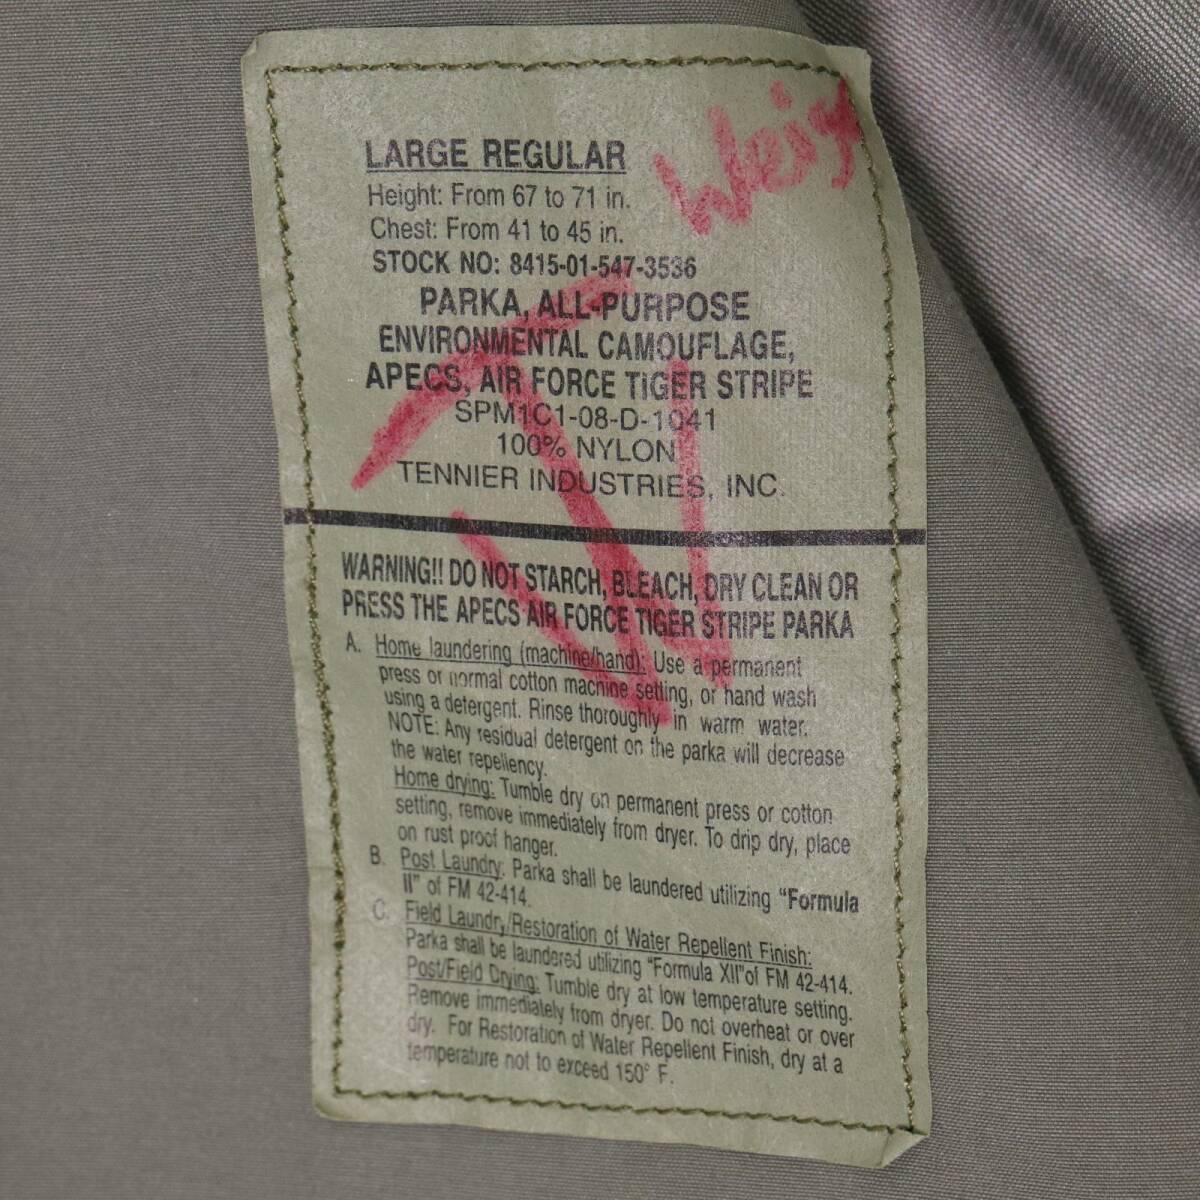 LARGE REGULAR
Height: From 67 to 71 in.
Chest: From 41 to 45 in.
STOCK NO: 8415-01-547-3536
PARKA, ALL-PURPOSE
ENVIRONMENTAL CAMOUFLAGE,
APECS, AIR FORCE TIGER STRIPE
SPM1C1-08-D-1041
100% NYLON
TENNIER INDUSTRIES, INC.
WARNING!! DO NOT STARCH, BLEACH, DRY CLEAN OR
PRESS THE APECS AIR FORCE TIGER STRIPE PARKA
A. Home laundering (machine/hand): Use a permanent
press or normal cotton machine setting, or hand wash
using a detergent. Rinse thoroughly in warm water.
NOTE: Any residual detergent on the parka will decrease
the water repellency.
Home drying: Tumble dry on permanent press or cotton
setting, remove immediately from dryer. To drip dry, place
on rust proof hanger.
B. Post Laundry: Parka shall be laundered utilizing “Formula
II” of FM 42-414.
C. Field Laundry/Restoration of Water Repellent Finish:
Parka shall be laundered utilizing “Formula XII”of FM 42-414.
Post/Field Drying: Tumble dry at low temperature setting.
Remove immediately from dryer. Do not overheat or over
dry. For Restoration of Water Repellent Finish, dry at a
temperature not to exceed 150° F.